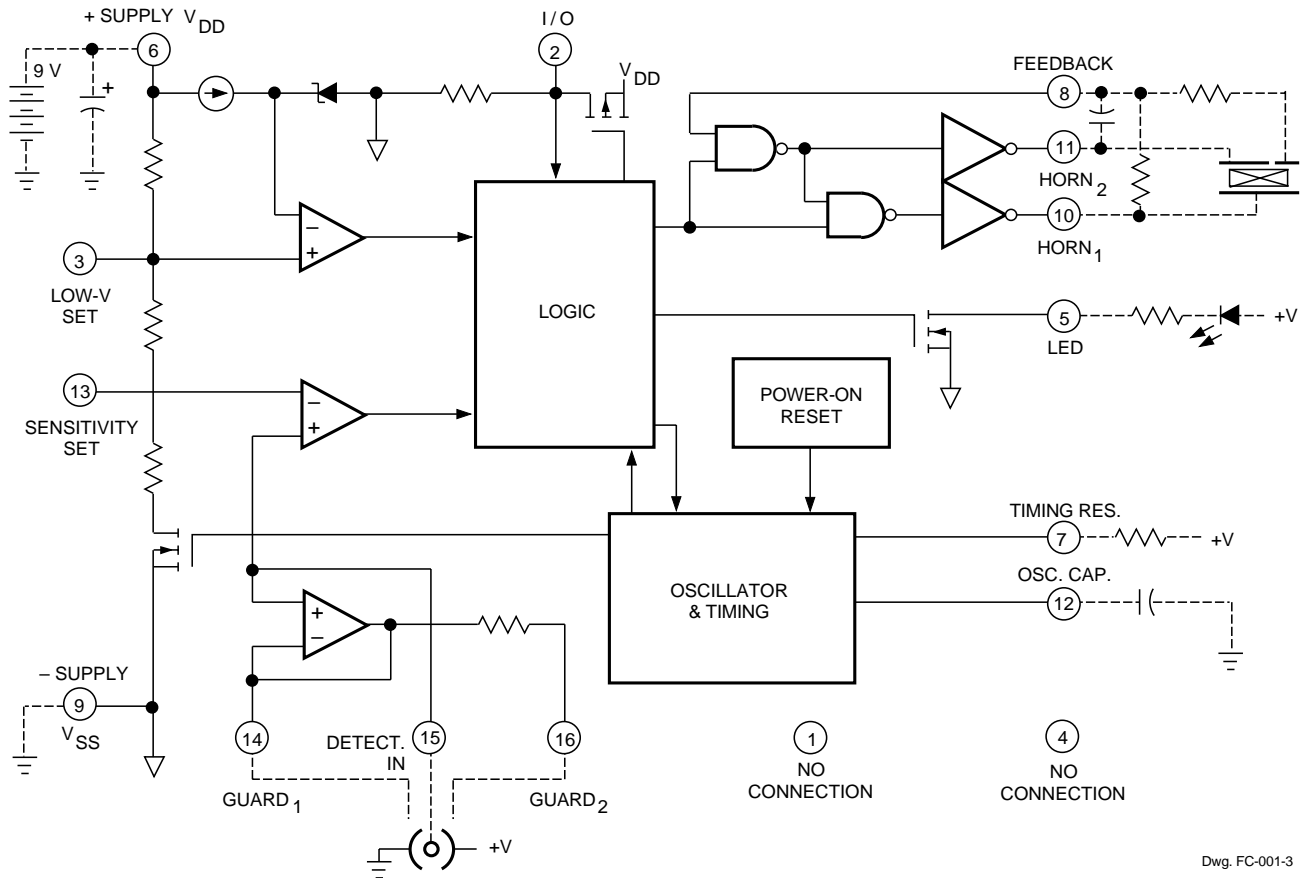 + SUPPLY V DD
I / O
6
2
9 V
+
V DD
FEEDBACK
8
11
HORN 2
10
HORN 1
−
+
3
LOW-V
SET
LOGIC
5
LED
+V
13
SENSITIVITY
SET
−
+
POWER-ON
RESET
TIMING RES.
7
+V
OSC. CAP.
12
OSCILLATOR
& TIMING
+
−
– SUPPLY
9
V SS
14
DETECT.
IN
15
16
GUARD 1
GUARD 2
+V
1
NO
CONNECTION
4
NO
CONNECTION
Dwg. FC-001-3